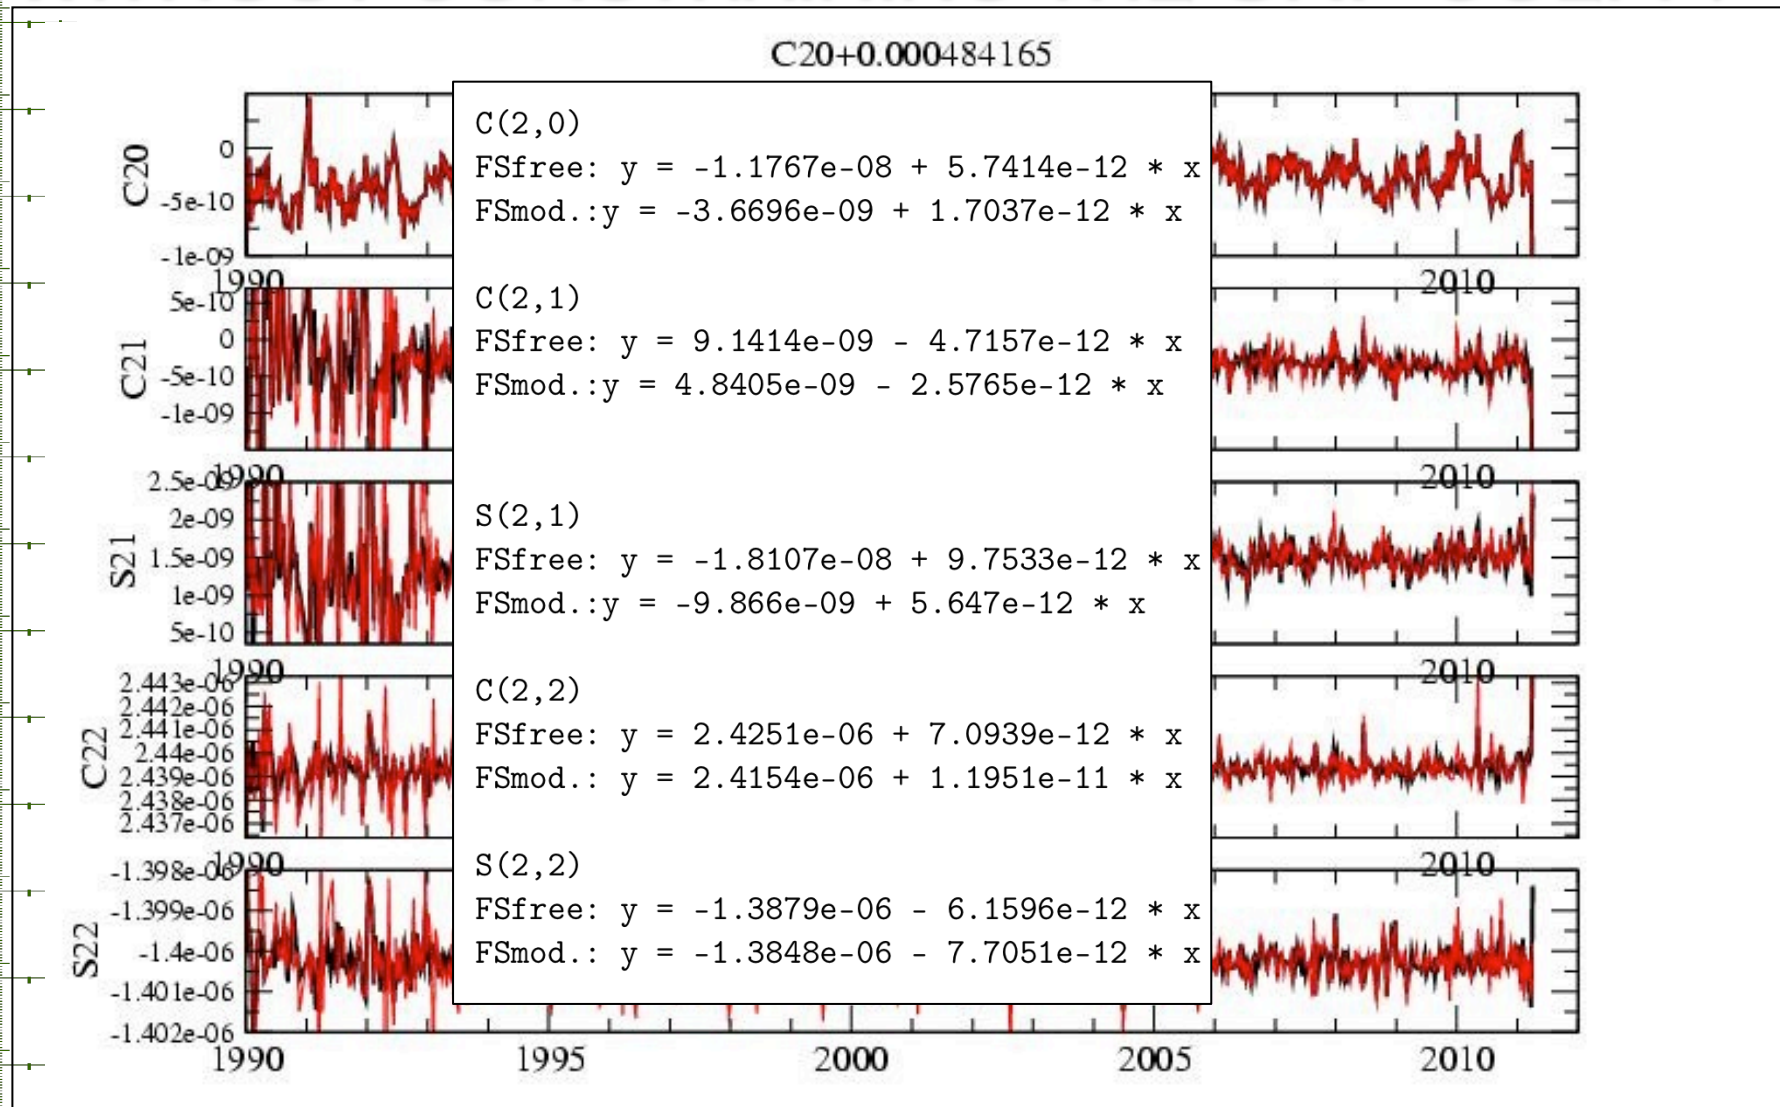 C20+0.000484165
C20
0
-5e-10
-1e-09
1990
2010
C21
5e-10
0
-5e-10
-1e-09
1990
2010
S21
2.5e-09
2e-09
1.5e-09
1e-09
5e-10
1990
2010
C22
2.443e-06
2.442e-06
2.441e-06
2.44e-06
2.439e-06
2.438e-06
2.437e-06
1990
2010
S22
-1.398e-06
-1.399e-06
-1.4e-06
-1.401e-06
-1.402e-06
1990 1995 2000 2005 2010
C(2,0)
FSfree: y = -1.1767e-08 + 5.7414e-12 * x
FSmod.:y = -3.6696e-09 + 1.7037e-12 * x
C(2,1)
FSfree: y = 9.1414e-09 - 4.7157e-12 * x
FSmod.:y = 4.8405e-09 - 2.5765e-12 * x
S(2,1)
FSfree: y = -1.8107e-08 + 9.7533e-12 * x
FSmod.:y = -9.866e-09 + 5.647e-12 * x
C(2,2)
FSfree: y = 2.4251e-06 + 7.0939e-12 * x
FSmod.: y = 2.4154e-06 + 1.1951e-11 * x
S(2,2)
FSfree: y = -1.3879e-06 - 6.1596e-12 * x
FSmod.: y = -1.3848e-06 - 7.7051e-12 * x